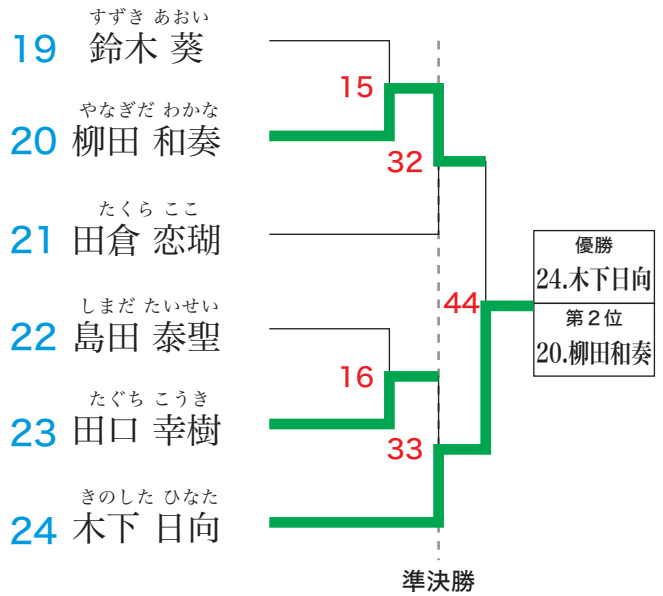 すずき あおい
19 鈴木 葵
15
やなぎだ わかな
20 柳田 和奏
32
たくら ここ
21 田倉 恋瑚
優勝
24.木下日向
44
第2位
20.柳田和奏
しまだ たいせい
22 島田 泰聖
16
たぐち こうき
23 田口 幸樹
33
きのした ひなた
24 木下 日向
準決勝